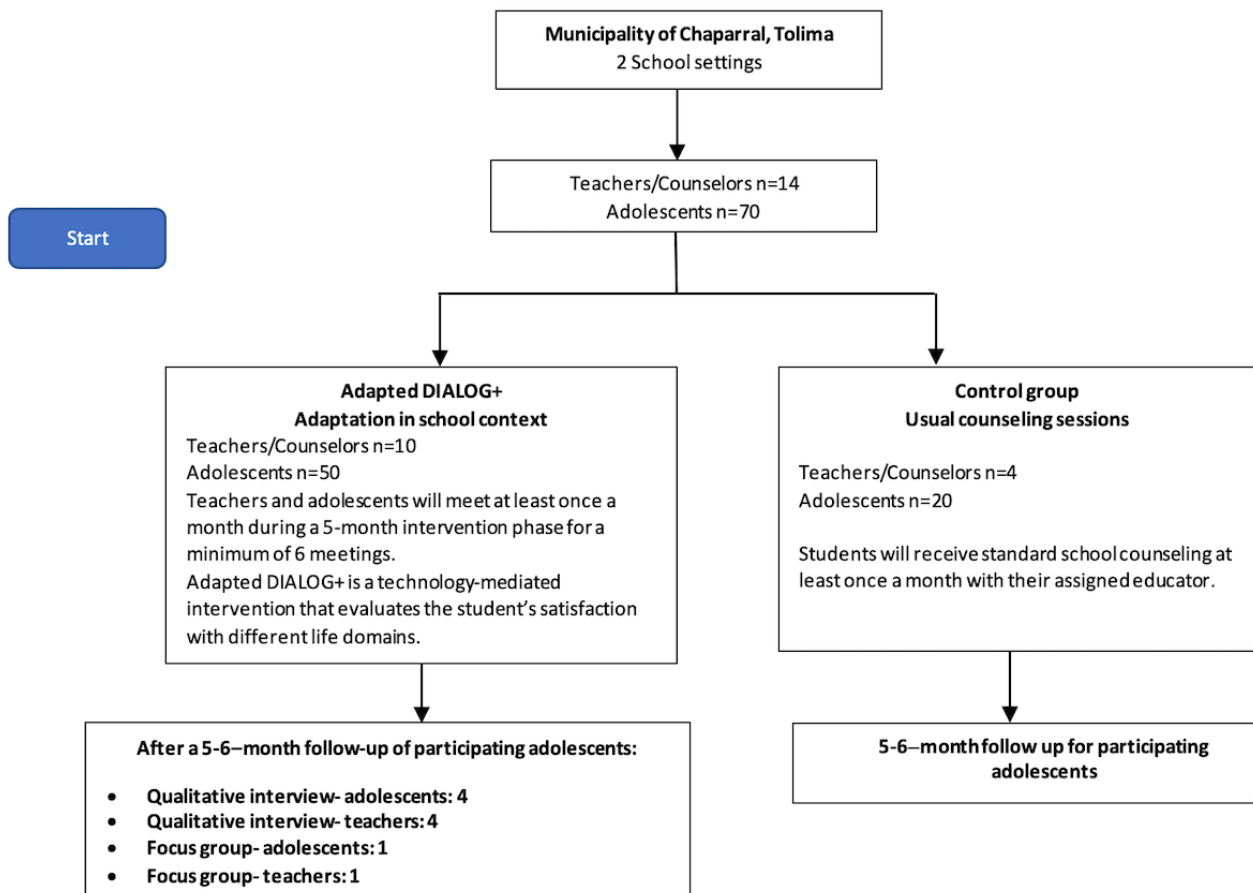 Municipality of Chaparral, Tolima
2 School settings
Teachers/Counselors n=14
Adolescents n=70
Start
Adapted DIALOG+
Adaptation in school context
Teachers/Counselors n=10
Adolescents n=50
Teachers and adolescents will meet at least once a
month during a 5-month intervention phase for a
minimum of 6 meetings.
Adapted DIALOG+ is a technology-mediated
intervention that evaluates the student’s satisfaction
with different life domains.
Control group
Usual counseling sessions
Teachers/Counselors n=4
Adolescents n=20
Students will receive standard school counseling at
least once a month with their assigned educator.
After a 5-6–month follow-up of participating adolescents:
• Qualitative interview- adolescents: 4
• Qualitative interview- teachers: 4
• Focus group- adolescents: 1
• Focus group- teachers: 1
5-6–month follow up for participating
adolescents